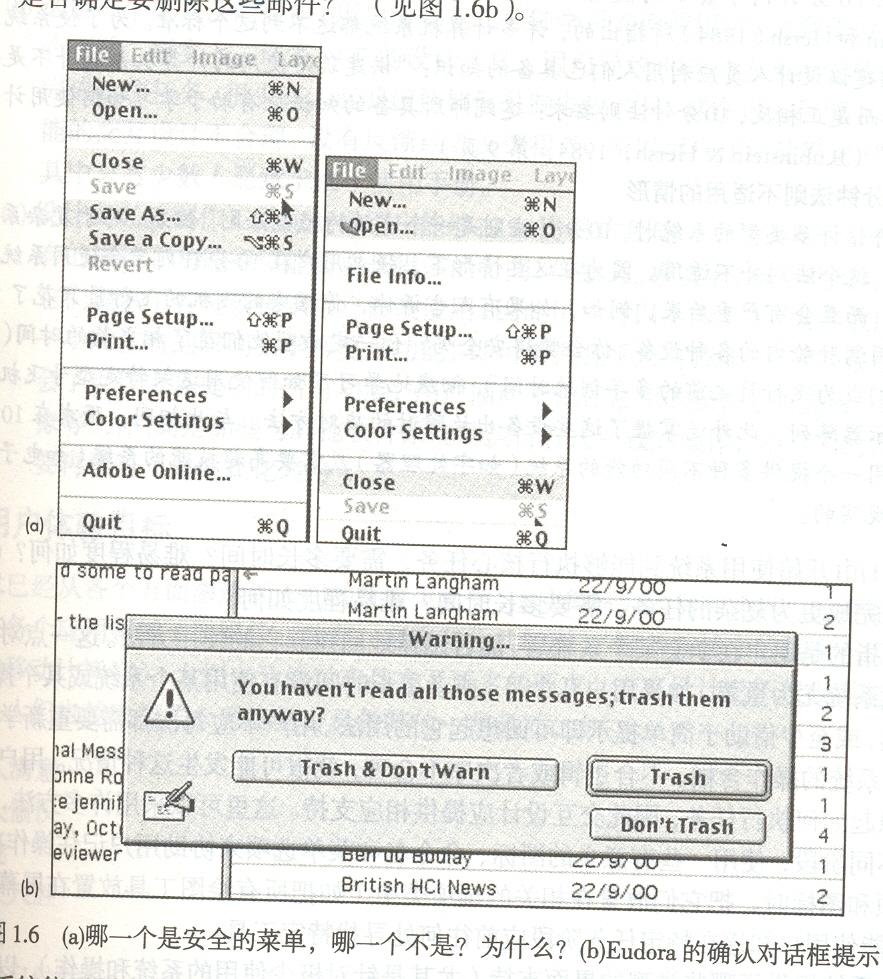 是否确定要删除这些邮件？ （见图1.6b）。
File Edit Image Laye
New... ⌘N
Open... ⌘O
Close ⌘W
Save ⌘S
Save As... ⇧⌘S
Save a Copy... ⌥⌘S
Revert
Page Setup... ⇧⌘P
Print... ⌘P
Preferences
Color Settings
Adobe Online...
Quit ⌘Q
(a)
File Edit Image Laye
New... ⌘N
Open... ⌘O
File Info...
Page Setup... ⇧⌘P
Print... ⌘P
Preferences
Color Settings
Close ⌘W
Save ⌘S
Quit ⌘Q
d some to read pa
Martin Langham 22/9/00 1
Martin Langham 22/9/00 2
the lis
Warning...
1
You haven't read all those messages; trash them
anyway?
2
3
nal Mess
onne Ro
Trash & Don't Warn
Trash
e jennif
1
ay, Oct
Don't Trash
4
eviewer
Ben du Boulay 22/9/00 1
(b)
British HCI News 22/9/00 2
图1.6 (a)哪一个是安全的菜单，哪一个不是？为什么？(b)Eudora 的确认对话框提示